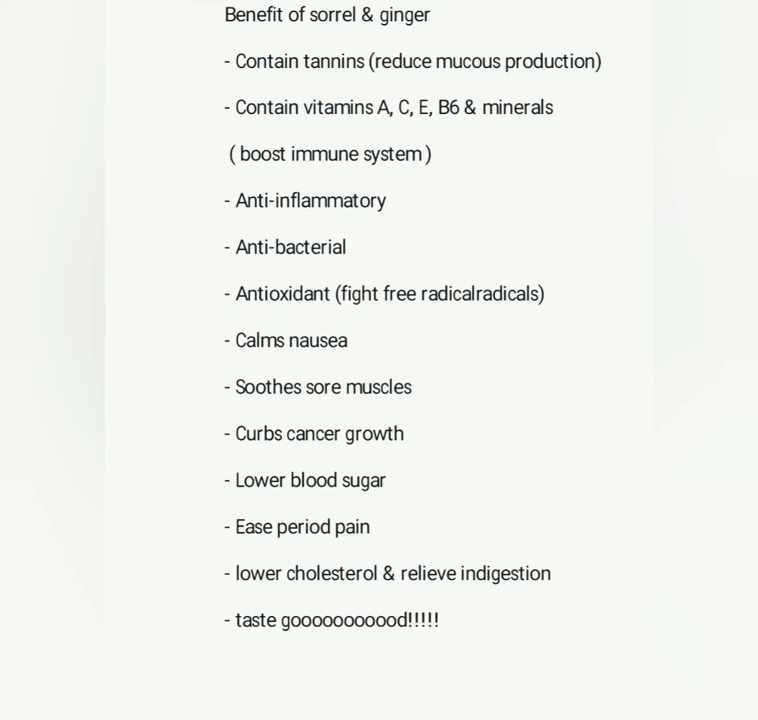 Benefit of sorrel & ginger
- Contain tannins (reduce mucous production)
- Contain vitamins A, C, E, B6 & minerals
( boost immune system )
- Anti-inflammatory
- Anti-bacterial
- Antioxidant (fight free radicalradicals)
- Calms nausea
- Soothes sore muscles
- Curbs cancer growth
- Lower blood sugar
- Ease period pain
- lower cholesterol & relieve indigestion
- taste gooooooooood!!!!!